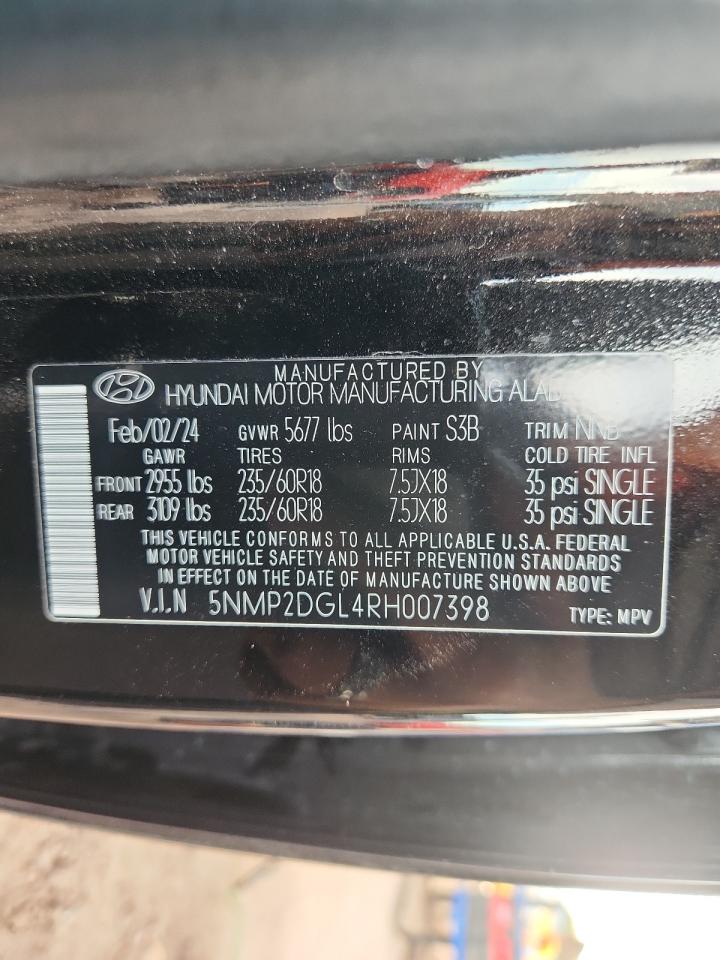 MANUFACTURED BY
HYUNDAI MOTOR MANUFACTURING
Feb/02/24 GVWR 5677 lbs PAINT S3B TRIM NNB
GAWR TIRES RIMS COLD TIRE INFL
FRONT 2955 lbs 235/60R18 7.5JX18 35 psi SINGLE
REAR 3109 lbs 235/60R18 7.5JX18 35 psi SINGLE
THIS VEHICLE CONFORMS TO ALL APPLICABLE U.S.A. FEDERAL
MOTOR VEHICLE SAFETY AND THEFT PREVENTION STANDARDS
IN EFFECT ON THE DATE OF MANUFACTURE SHOWN ABOVE
V.I.N 5NMP2DGL4RH007398 TYPE: MPV